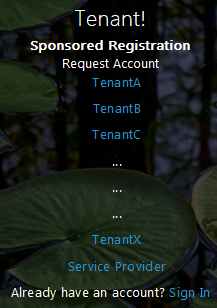 Tenant!
Sponsored Registration
Request Account
TenantA
TenantB
TenantC
...
...
...
TenantX
Service Provider
Already have an account? Sign In